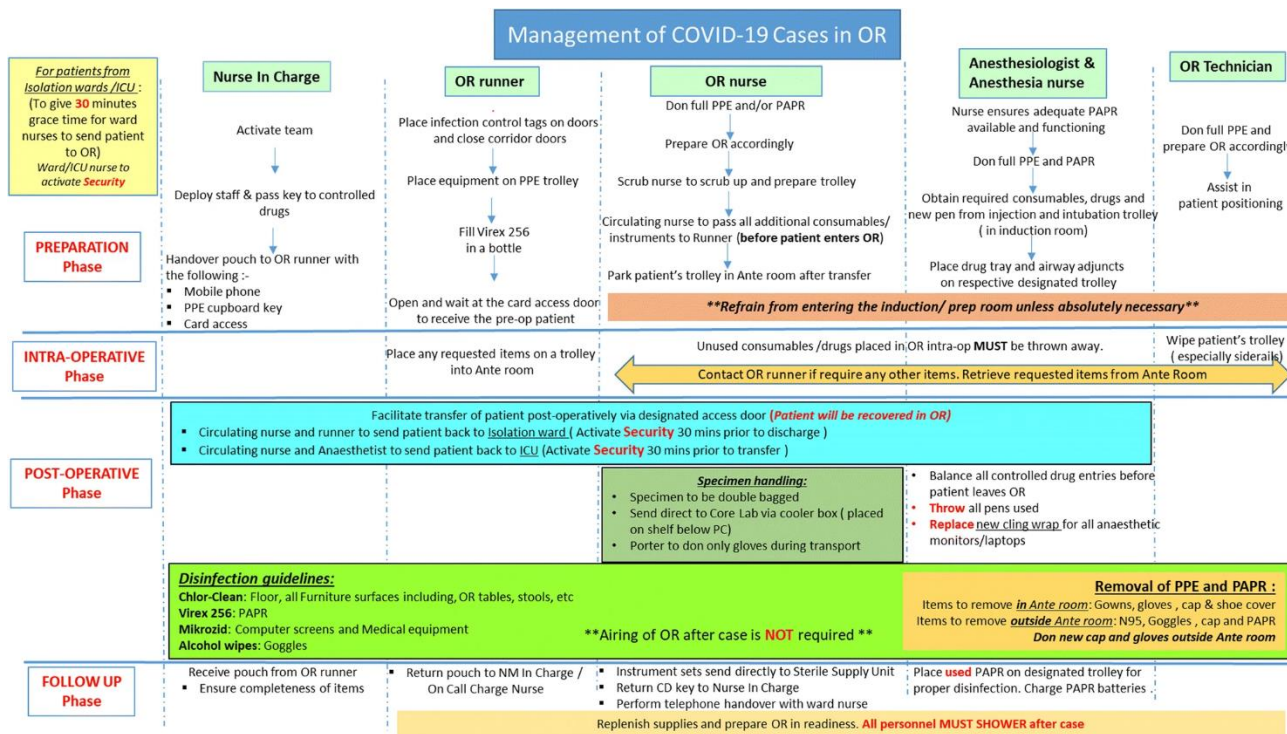 Management of COVID-19 Cases in OR
For patients from
Isolation wards /ICU :
(To give 30 minutes
grace time for ward
nurses to send patient
to OR)
Ward/ICU nurse to
activate Security
Nurse In Charge
OR runner
OR nurse
Anesthesiologist &
Anesthesia nurse
OR Technician
PREPARATION
Phase
Activate team
Deploy staff & pass key to controlled
drugs
Handover pouch to OR runner with
the following :-
▪ Mobile phone
▪ PPE cupboard key
▪ Card access
.
Place infection control tags on doors
and close corridor doors
Place equipment on PPE trolley
Fill Virex 256
in a bottle
Open and wait at the card access door
to receive the pre-op patient
Don full PPE and/or PAPR
Prepare OR accordingly
Scrub nurse to scrub up and prepare trolley
Circulating nurse to pass all additional consumables/
instruments to Runner (before patient enters OR)
Park patient's trolley in Ante room after transfer
Nurse ensures adequate PAPR
available and functioning
Don full PPE and PAPR
Obtain required consumables, drugs and
new pen from injection and intubation trolley
( in induction room)
Place drug tray and airway adjuncts
on respective designated trolley
Don full PPE and
prepare OR accordingly
Assist in
patient positioning
**Refrain from entering the induction/ prep room unless absolutely necessary**
INTRA-OPERATIVE
Phase
Place any requested items on a trolley
into Ante room
Unused consumables /drugs placed in OR intra-op MUST be thrown away.
Wipe patient's trolley
( especially siderails)
Contact OR runner if require any other items. Retrieve requested items from Ante Room
POST-OPERATIVE
Phase
Facilitate transfer of patient post-operatively via designated access door (Patient will be recovered in OR)
▪ Circulating nurse and runner to send patient back to Isolation ward ( Activate Security 30 mins prior to discharge )
▪ Circulating nurse and Anaesthetist to send patient back to ICU (Activate Security 30 mins prior to transfer )
Specimen handling:
• Specimen to be double bagged
• Send direct to Core Lab via cooler box ( placed
on shelf below PC)
• Porter to don only gloves during transport
• Balance all controlled drug entries before
patient leaves OR
• Throw all pens used
• Replace new cling wrap for all anaesthetic
monitors/laptops
Disinfection guidelines:
Chlor-Clean: Floor, all Furniture surfaces including, OR tables, stools, etc
Virex 256: PAPR
Mikrozid: Computer screens and Medical equipment
Alcohol wipes: Goggles
**Airing of OR after case is NOT required **
Removal of PPE and PAPR :
Items to remove in Ante room: Gowns, gloves , cap & shoe cover
Items to remove outside Ante room: N95, Goggles , cap and PAPR
Don new cap and gloves outside Ante room
FOLLOW UP
Phase
Receive pouch from OR runner
▪ Ensure completeness of items
Return pouch to NM In Charge /
On Call Charge Nurse
▪ Instrument sets send directly to Sterile Supply Unit
▪ Return CD key to Nurse In Charge
▪ Perform telephone handover with ward nurse
Place used PAPR on designated trolley for
proper disinfection. Charge PAPR batteries .
Replenish supplies and prepare OR in readiness. All personnel MUST SHOWER after case